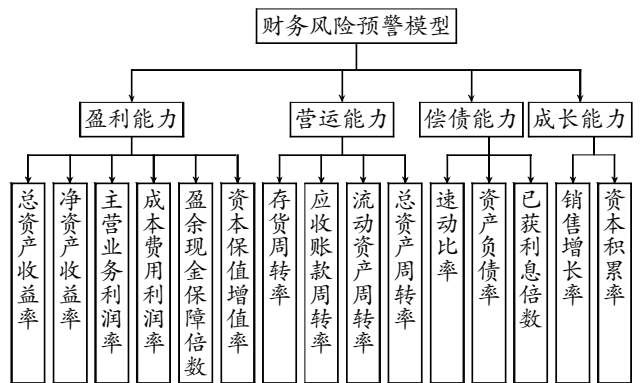 财务风险预警模型
盈利能力
营运能力
偿债能力
成长能力
总资产收益率
净资产收益率
主营业务利润率
成本费用利润率
盈余现金保障倍数
资本保值增值率
存货周转率
应收账款周转率
流动资产周转率
总资产周转率
速动比率
资产负债率
已获利息倍数
销售增长率
资本积累率